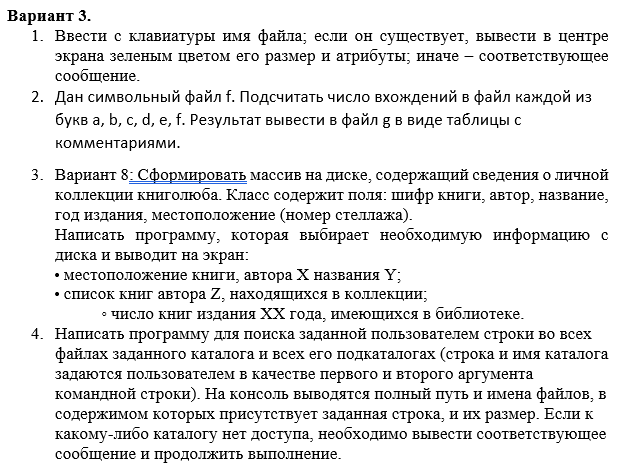 Вариант 3.
1. Ввести с клавиатуры имя файла; если он существует, вывести в центре
экрана зеленым цветом его размер и атрибуты; иначе – соответствующее
сообщение.
2. Дан символьный файл f. Подсчитать число вхождений в файл каждой из
букв a, b, c, d, e, f. Результат вывести в файл g в виде таблицы с
комментариями.
3. Вариант 8: Сформировать массив на диске, содержащий сведения о личной
коллекции книголюба. Класс содержит поля: шифр книги, автор, название,
год издания, местоположение (номер стеллажа).
Написать программу, которая выбирает необходимую информацию с
диска и выводит на экран:
• местоположение книги, автора X названия Y;
• список книг автора Z, находящихся в коллекции;
◦ число книг издания XX года, имеющихся в библиотеке.
4. Написать программу для поиска заданной пользователем строки во всех
файлах заданного каталога и всех его подкаталогах (строка и имя каталога
задаются пользователем в качестве первого и второго аргумента
командной строки). На консоль выводятся полный путь и имена файлов, в
содержимом которых присутствует заданная строка, и их размер. Если к
какому-либо каталогу нет доступа, необходимо вывести соответствующее
сообщение и продолжить выполнение.